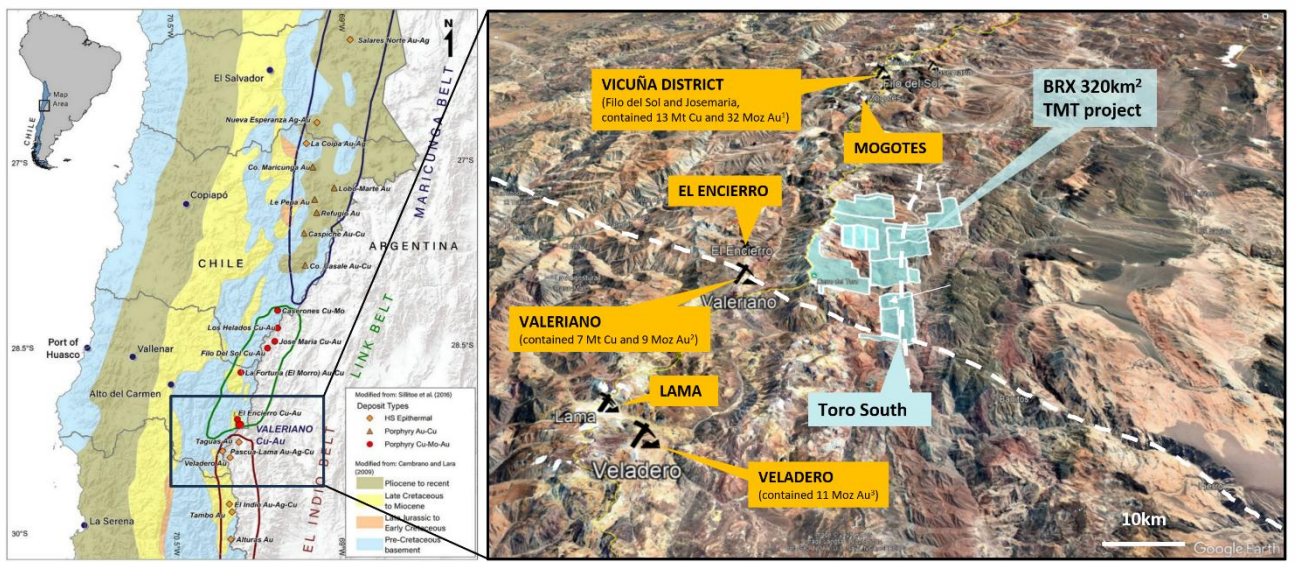 70.5°W
69°W
N
Map
Area
CHILE
Salares Norte Au-Ag
El Salvador
Nueva Esperanza Ag-Au
La Coipa Au-Ag
27°S
27°S
Co. Maricunga Au
Lobo-Marte Au
Copiapó
Le Pepa Au
Refugio Au
Caspiche Au-Cu
Co. Casale Au-Cu
MARICUNGA BELT
ARGENTINA
CHILE
Caserones Cu-Mo
Los Helados Cu-Au
Jose Maria Cu-Au
Filo Del Sol Cu-Au
28.5°S
28.5°S
Port of
Huasco
Vallenar
La Fortuna (El Morro) Au-Cu
LINK BELT
Alto del Carmen
El Encierro Cu-Au
VALERIANO
Cu-Au
Taguas Au
Pascua-Lama Au-Ag-Cu
Veladero Au
El Indio Au-Ag-Cu
Tambo Au
La Serena
Alturas Au
EL INDIO BELT
30°S
70.5°W
69°W
Modified from: Sillitoe et al. (2016)
Deposit Types
HS Epithermal
Porphyry Au-Cu
Porphyry Cu-Mo-Au
Modified from: Cembrano and Lara
(2009)
Pliocene to recent
Late Cretaceous
to Miocene
Late Jurassic to
Early Cretaceous
Pre-Cretaceous
basement
VICUÑA DISTRICT
(Filo del Sol and Josemaria,
contained 13 Mt Cu and 32 Moz Au¹)
Filo del Sol
MOGOTES
BRX 320km²
TMT project
EL ENCIERRO
El Encierro
Valeriano
VALERIANO
(contained 7 Mt Cu and 9 Moz Au²)
LAMA
Lama
Toro South
Veladero
VELADERO
(contained 11 Moz Au³)
10km
Google Earth